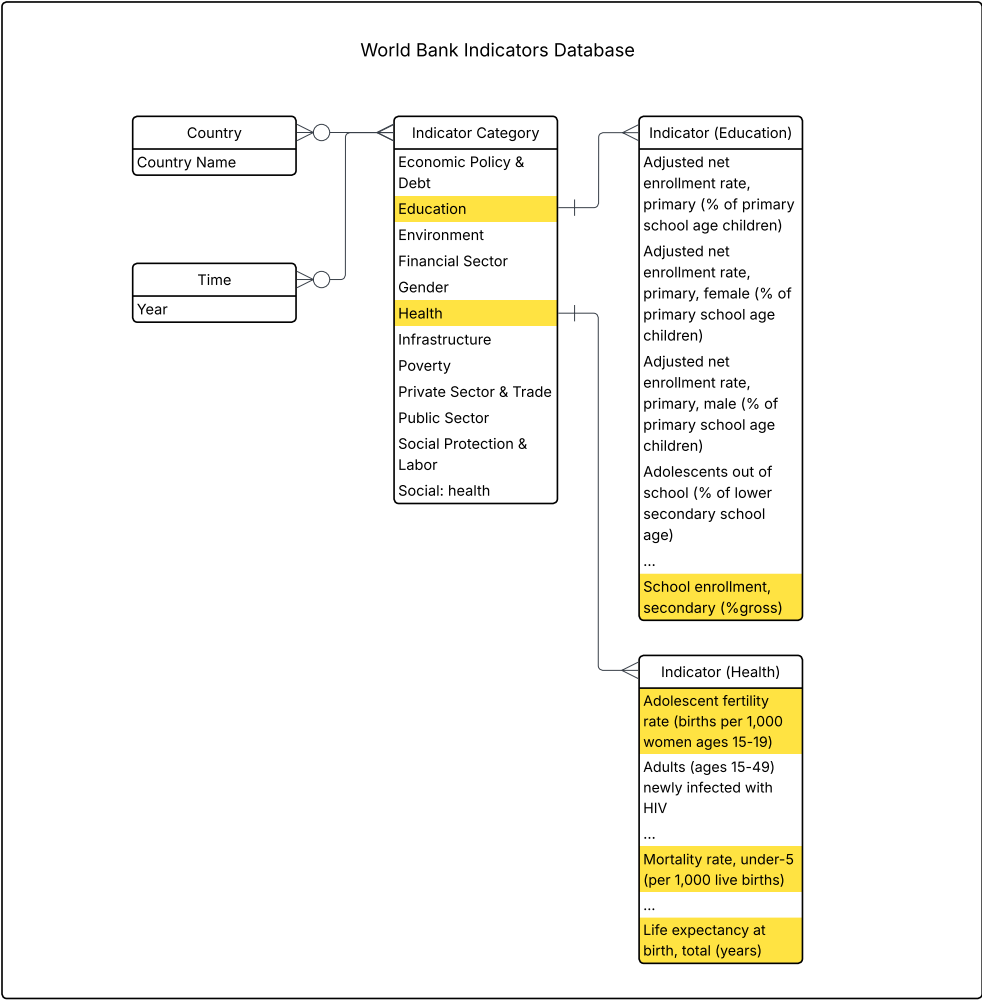 World Bank Indicators Database
Country
Country Name
Time
Year
Indicator Category
Economic Policy &
Debt
Education
Environment
Financial Sector
Gender
Health
Infrastructure
Poverty
Private Sector & Trade
Public Sector
Social Protection &
Labor
Social: health
Indicator (Education)
Adjusted net
enrollment rate,
primary (% of primary
school age children)
Adjusted net
enrollment rate,
primary, female (% of
primary school age
children)
Adjusted net
enrollment rate,
primary, male (% of
primary school age
children)
Adolescents out of
school (% of lower
secondary school
age)
...
School enrollment,
secondary (%gross)
Indicator (Health)
Adolescent fertility
rate (births per 1,000
women ages 15-19)
Adults (ages 15-49)
newly infected with
HIV
...
Mortality rate, under-5
(per 1,000 live births)
...
Life expectancy at
birth, total (years)